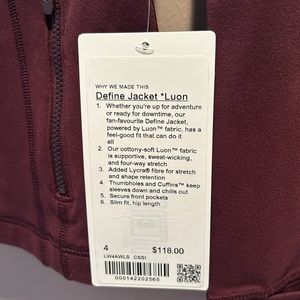 WHY WE MADE THIS
Define Jacket *Luon
1. Whether you're up for adventure
or ready for downtime, our
fan-favourite Define Jacket,
powered by Luon™ fabric, has a
feel-good fit that can do it
all
2. Our cottony-soft Luon™ fabric
is supportive, sweat-wicking,
and four-way stretch
3. Added Lycra® fibre for stretch
and shape retention
4. Thumbholes and Cuffins™ keep
sleeves down and chills out
5. Secure front pockets
6. Slim fit, hip length
4 $118.00
LW4AWLS CSSI
000142202565